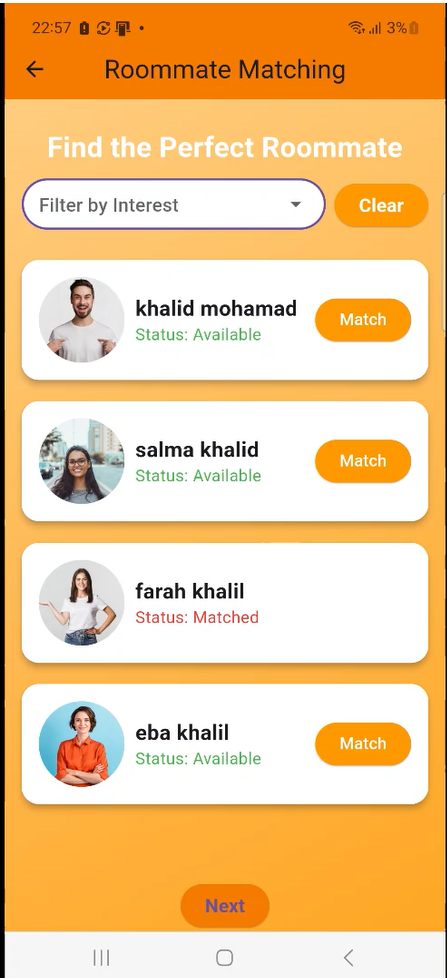 22:57 3%
Roommate Matching
Find the Perfect Roommate
Filter by Interest Clear
khalid mohamad
Status: Available
Match
salma khalid
Status: Available
Match
farah khalil
Status: Matched
eba khalil
Status: Available
Match
Next